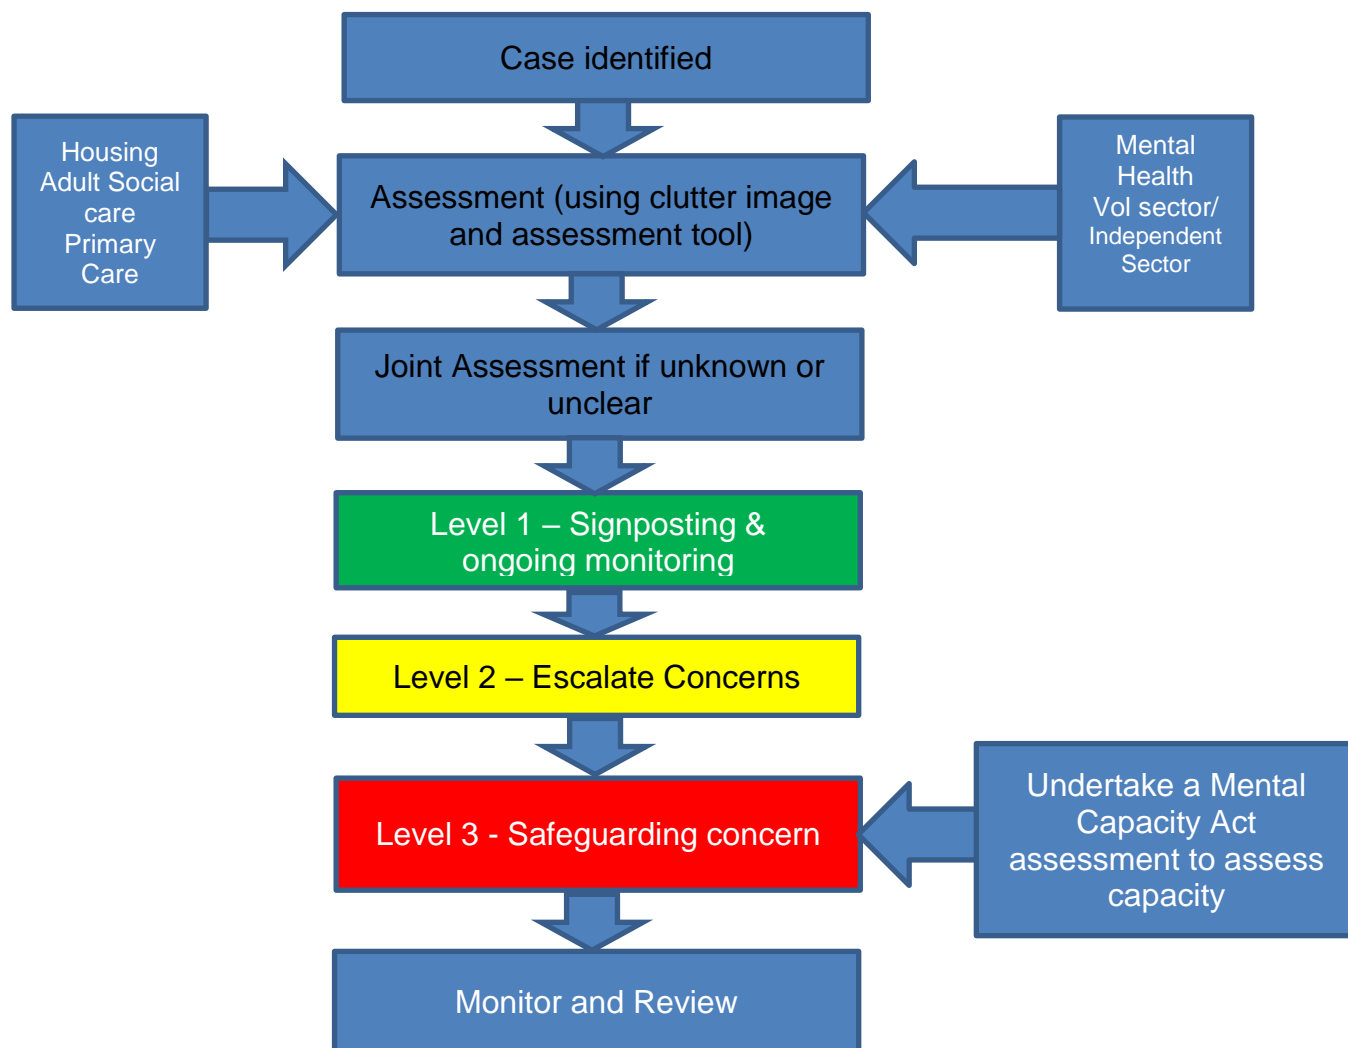 Case identified
Housing
Adult Social
care
Primary
Care
Assessment (using clutter image
and assessment tool)
Mental
Health
Vol sector/
Independent
Sector
Joint Assessment if unknown or
unclear
Level 1 – Signposting &
ongoing monitoring
Level 2 – Escalate Concerns
Level 3 - Safeguarding concern
Undertake a Mental
Capacity Act
assessment to assess
capacity
Monitor and Review